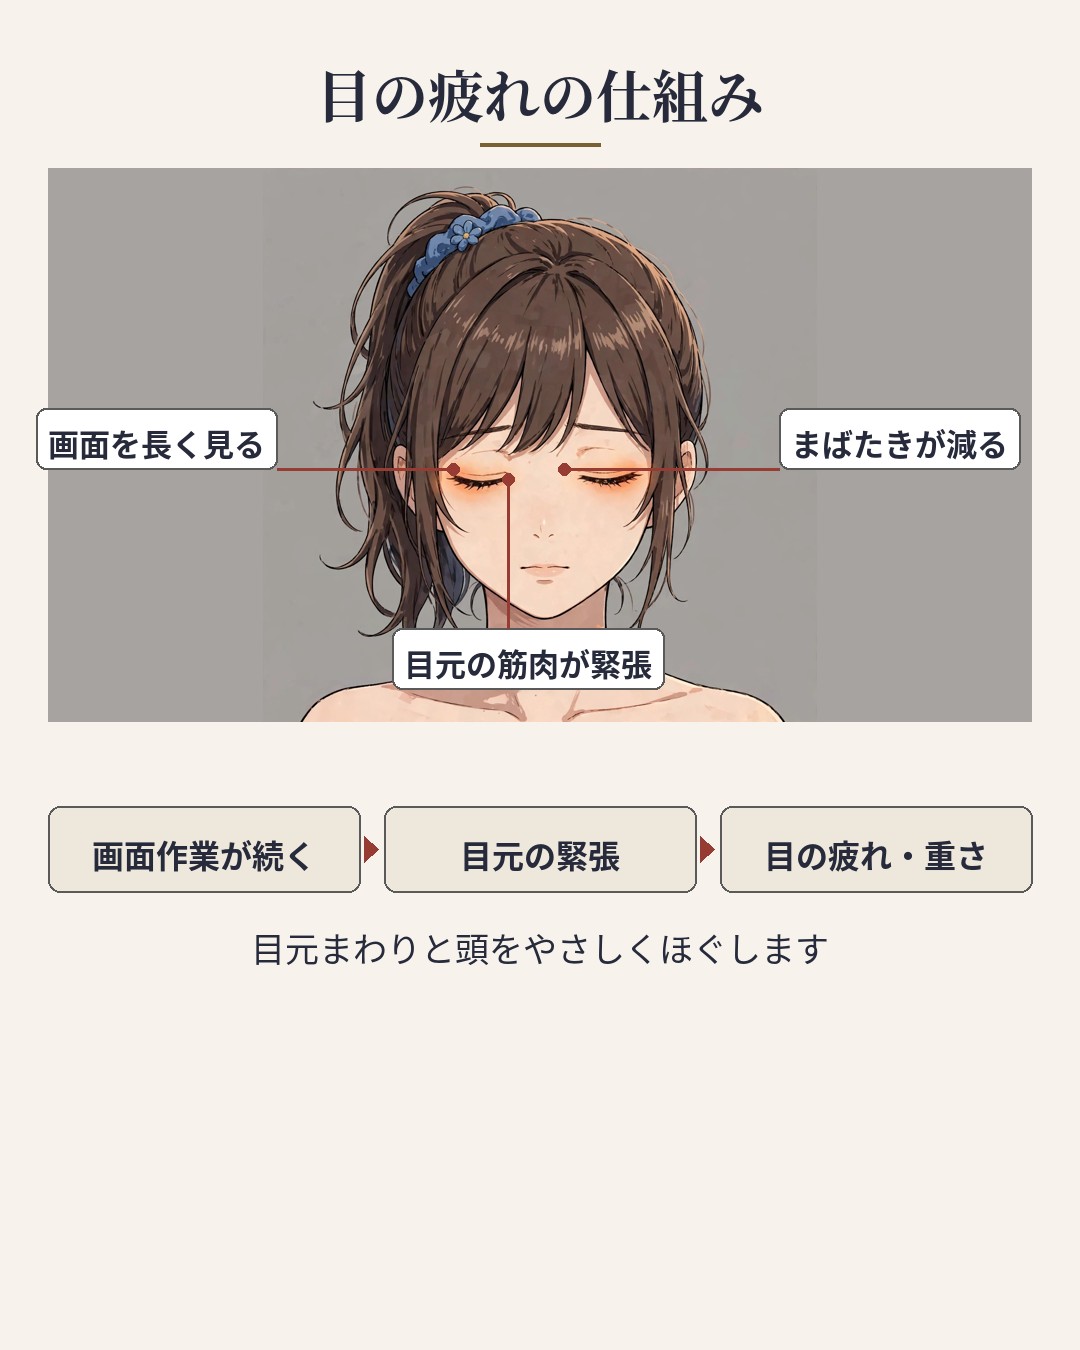 目の疲れの仕組み
画面を長く見る
まばたきが減る
目元の筋肉が緊張
画面作業が続く
目元の緊張
目の疲れ・重さ
目元まわりと頭をやさしくほぐします